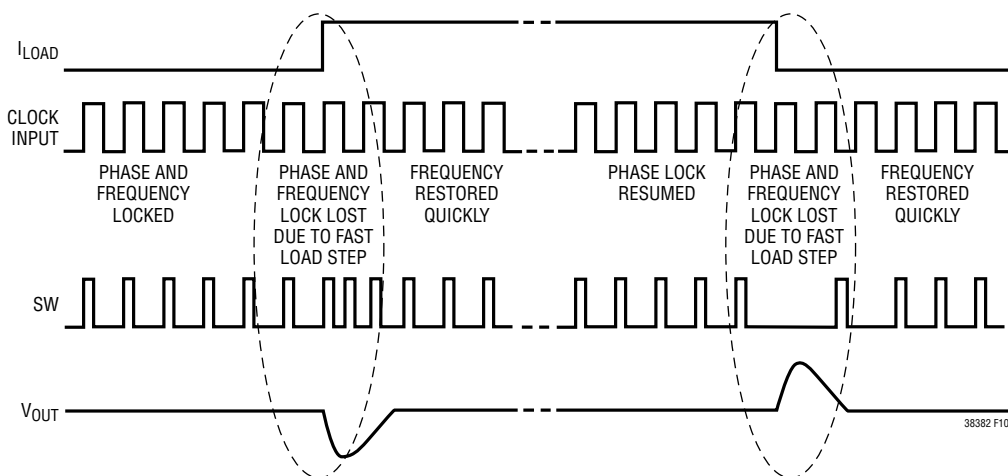 ILOAD
CLOCK
INPUT
PHASE AND
FREQUENCY
LOCKED
PHASE AND
FREQUENCY
LOCK LOST
DUE TO FAST
LOAD STEP
FREQUENCY
RESTORED
QUICKLY
PHASE LOCK
RESUMED
PHASE AND
FREQUENCY
LOCK LOST
DUE TO FAST
LOAD STEP
FREQUENCY
RESTORED
QUICKLY
SW
VOUT
38382 F10